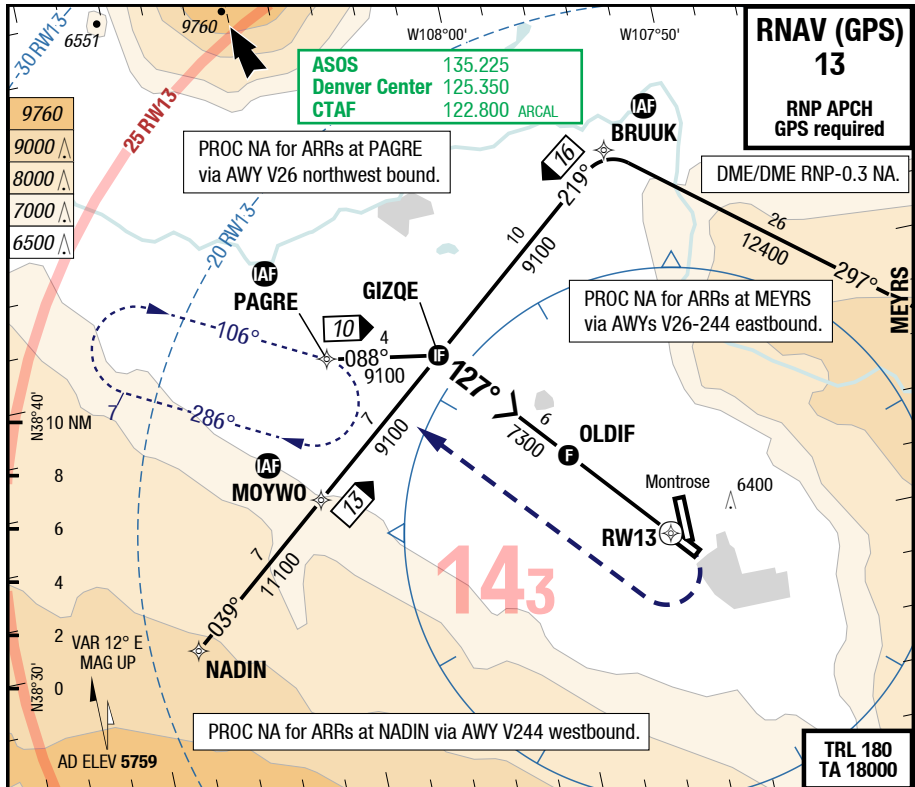 6551
9760
W108°00'
W107°50'
RNAV (GPS)
13
RNP APCH
GPS required
30 RW13
25 RW13
ASOS 135.225
Denver Center 125.350
CTAF 122.800 ARCAL
9760
9000
8000
7000
6500
PROC NA for ARRs at PAGRE
via AWY V26 northwest bound.
IAF
BRUUK
DME/DME RNP-0.3 NA.
16
219°
10
9100
26
12400
297°
MEYRS
20 RW13
IAF
PAGRE
GIZQE
PROC NA for ARRs at MEYRS
via AWYs V26-244 eastbound.
106°
10
088°
4
9100
IF
127°
6
7300
OLDIF
F
286°
7
9100
N38°40'
10 NM
8
6
4
2
0
N38°30'
IAF
MOYWO
13
Montrose
6400
RW13
143
7
11100
039°
NADIN
VAR 12° E
MAG UP
AD ELEV 5759
PROC NA for ARRs at NADIN via AWY V244 westbound.
TRL 180
TA 18000